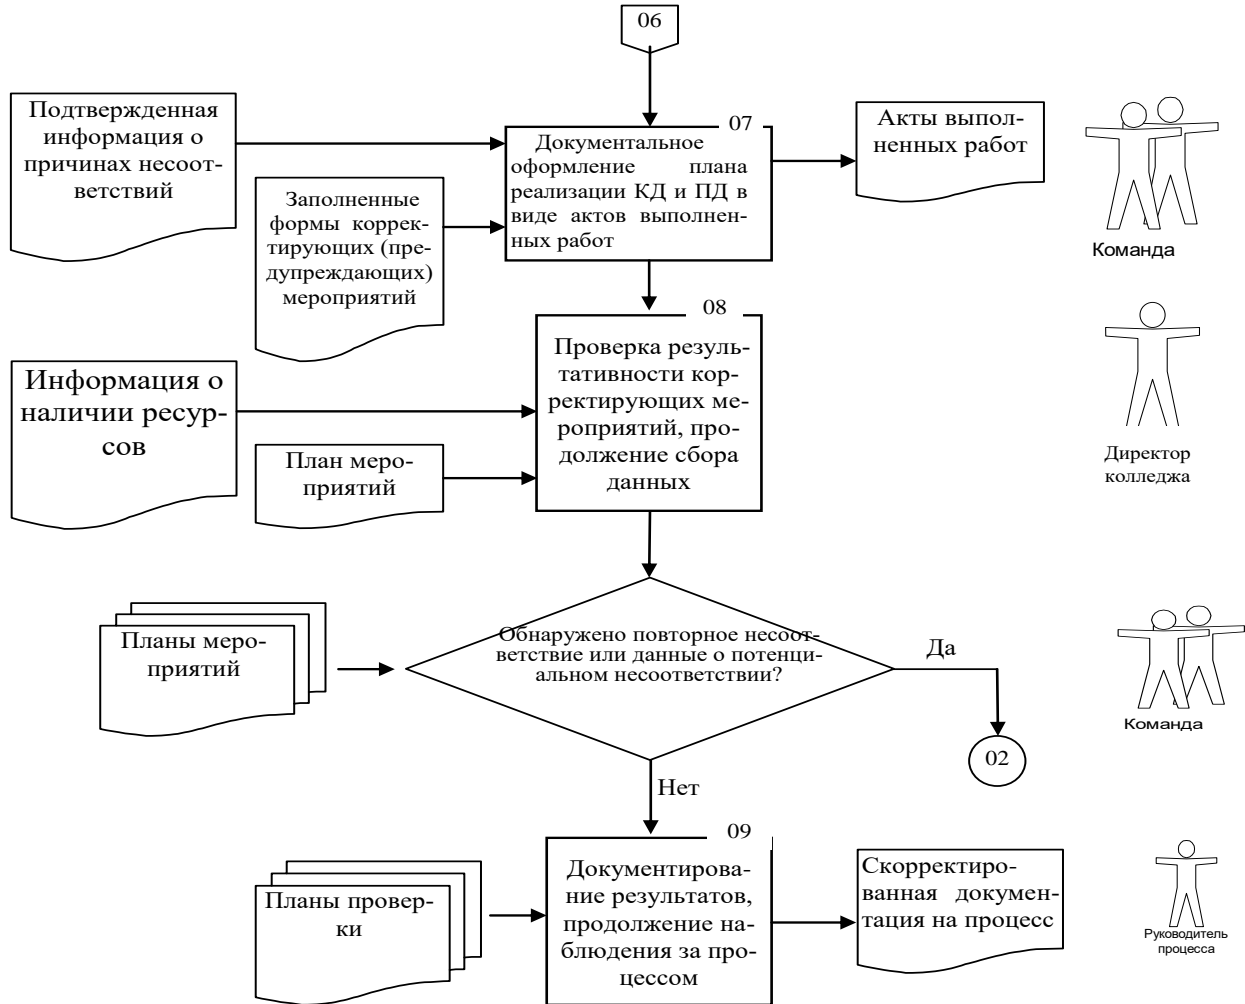 06
Подтвержденная
информация о
причинах несоот-
ветствий
07
Документальное
оформление плана
реализации КД и ПД в
виде актов выполнен-
ных работ
Акты выпол-
ненных работ
Команда
Заполненные
формы коррек-
тирующих (пре-
дупреждающих)
мероприятий
08
Проверка резуль-
тативности кор-
ректирующих ме-
роприятий, про-
должение сбора
данных
Информация о
наличии ресур-
сов
План меро-
приятий
Директор
колледжа
Планы меро-
приятий
Обнаружено повторное несоот-
ветствие или данные о потенци-
альном несоответствии?
Да
02
Команда
Нет
09
Планы провер-
ки
Документирова-
ние результатов,
продолжение на-
блюдения за про-
цессом
Скорректиро-
ванная докумен-
тация на процесс
Руководитель
процесса